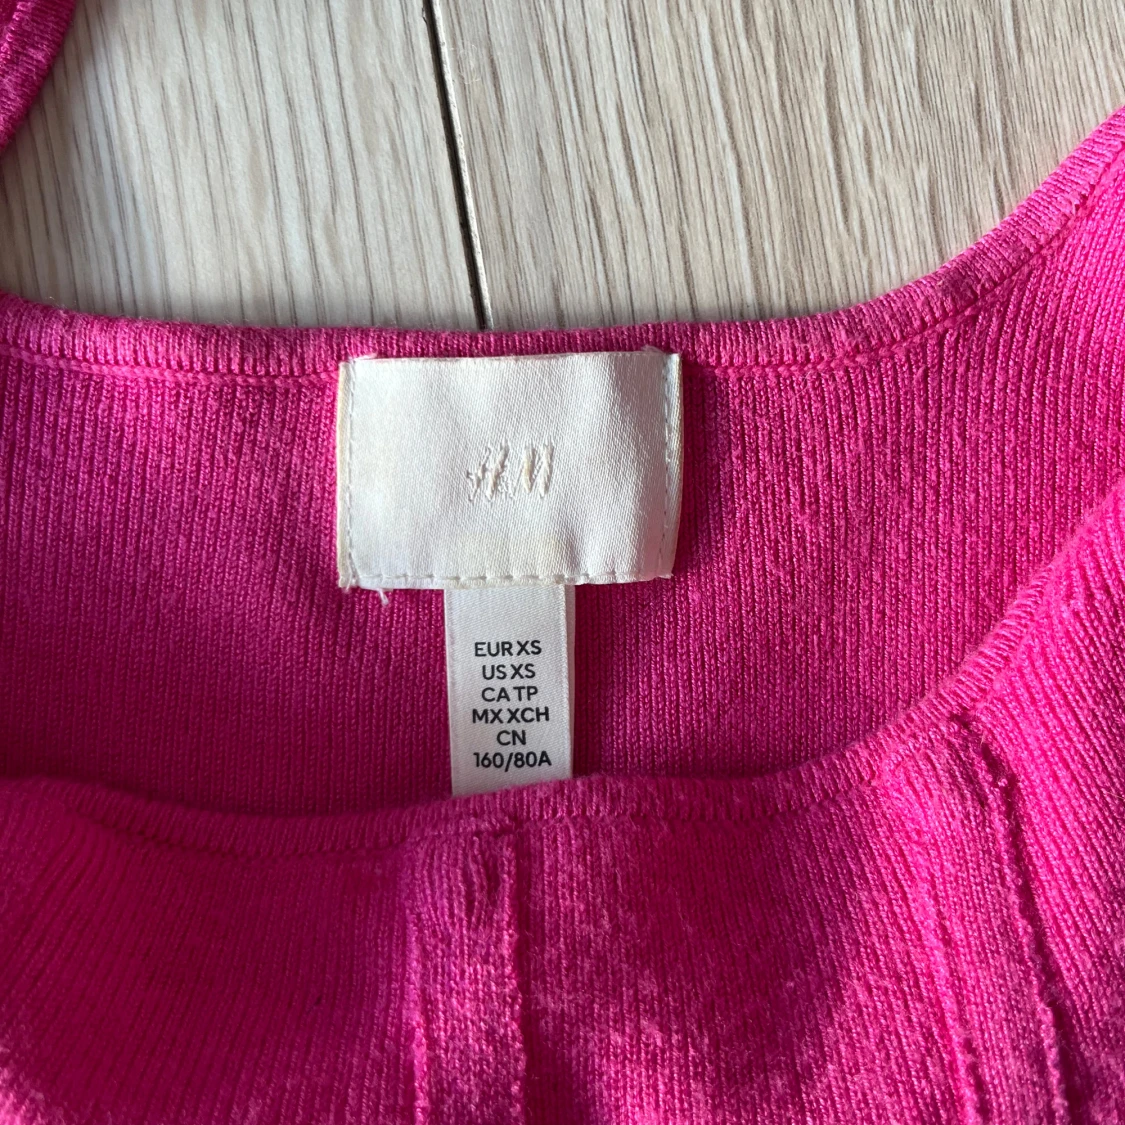 H&M
EUR XS
US XS
CA TP
MX XCH
CN
160/80A